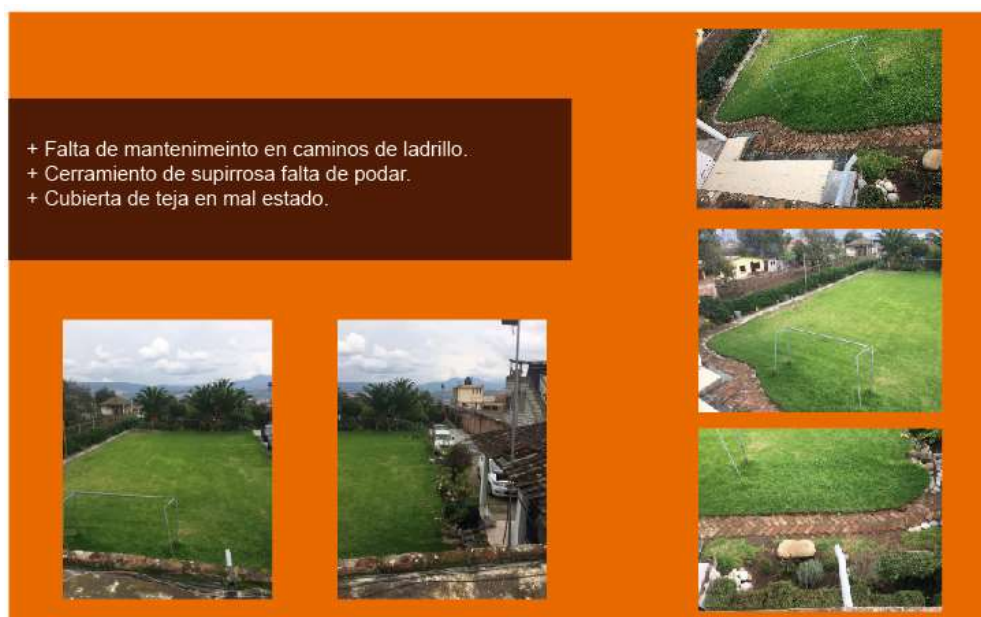 + Falta de mantenimeinto en caminos de ladrillo.
+ Cerramiento de supirrosa falta de podar.
+ Cubierta de teja en mal estado.